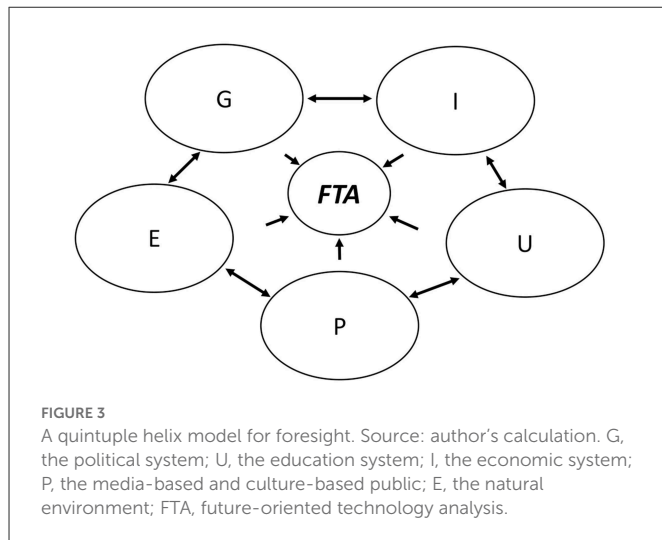 G
I
FTA
E
U
P
FIGURE 3
A quintuple helix model for foresight. Source: author's calculation. G,
the political system; U, the education system; I, the economic system;
P, the media-based and culture-based public; E, the natural
environment; FTA, future-oriented technology analysis.